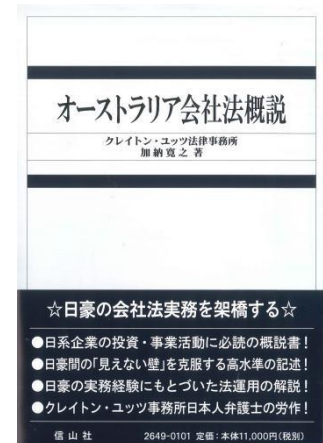 オーストラリア会社法概説
クレイトン・ユッツ法律事務所
加納寛之 著
☆日豪の会社法実務を架橋する☆
●日系企業の投資・事業活動に必読の概説書！
●日豪間の「見えない壁」を克服する高水準の記述！
●日豪の実務経験にもとづいた法運用の解説！
●クレイトン・ユッツ事務所日本人弁護士の労作！
信山社 2649-0101 定価：本体11,000円(税別)